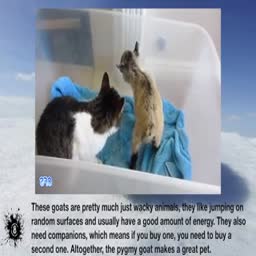 These goats are pretty much just wacky animals, they like jumping on
random surfaces and usually have a good amount of energy. They also
need companions, which means if you buy one, you need to buy a
second one. Altogether, the pygmy goat makes a great pet.